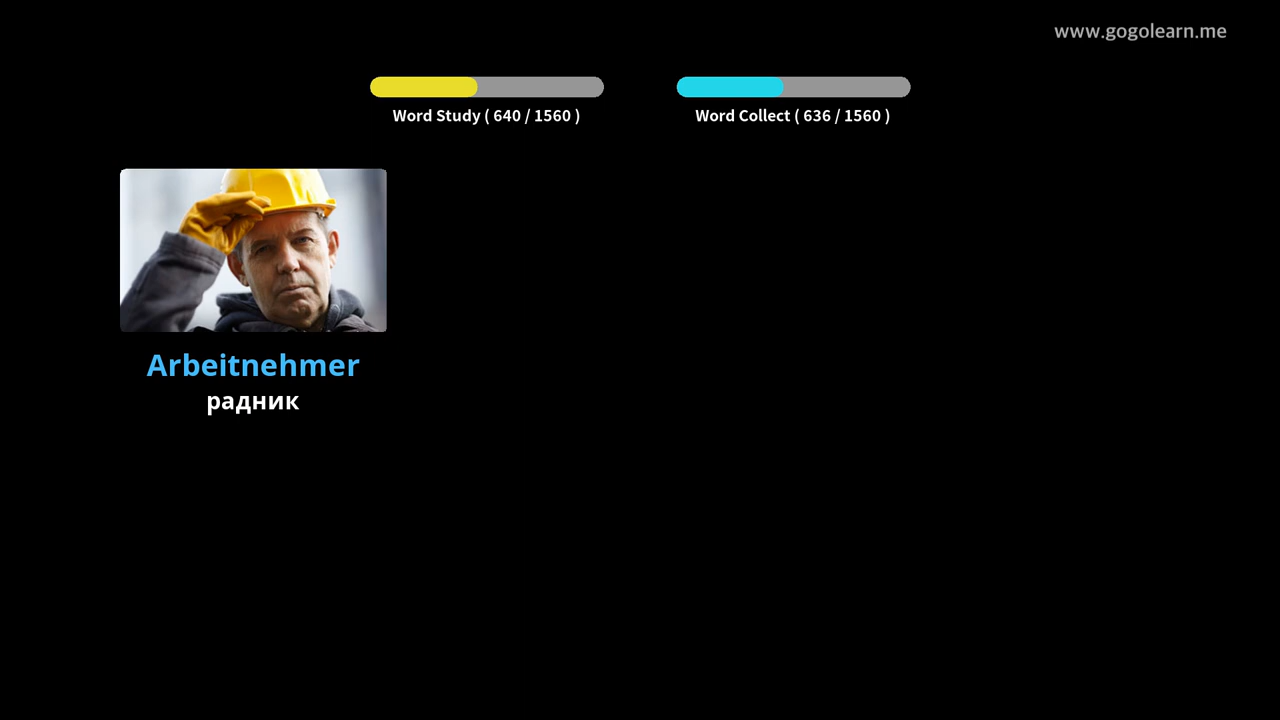 www.gogolearn.me
Word Study ( 640 / 1560 )
Word Collect ( 636 / 1560 )
Arbeitnehmer
радник